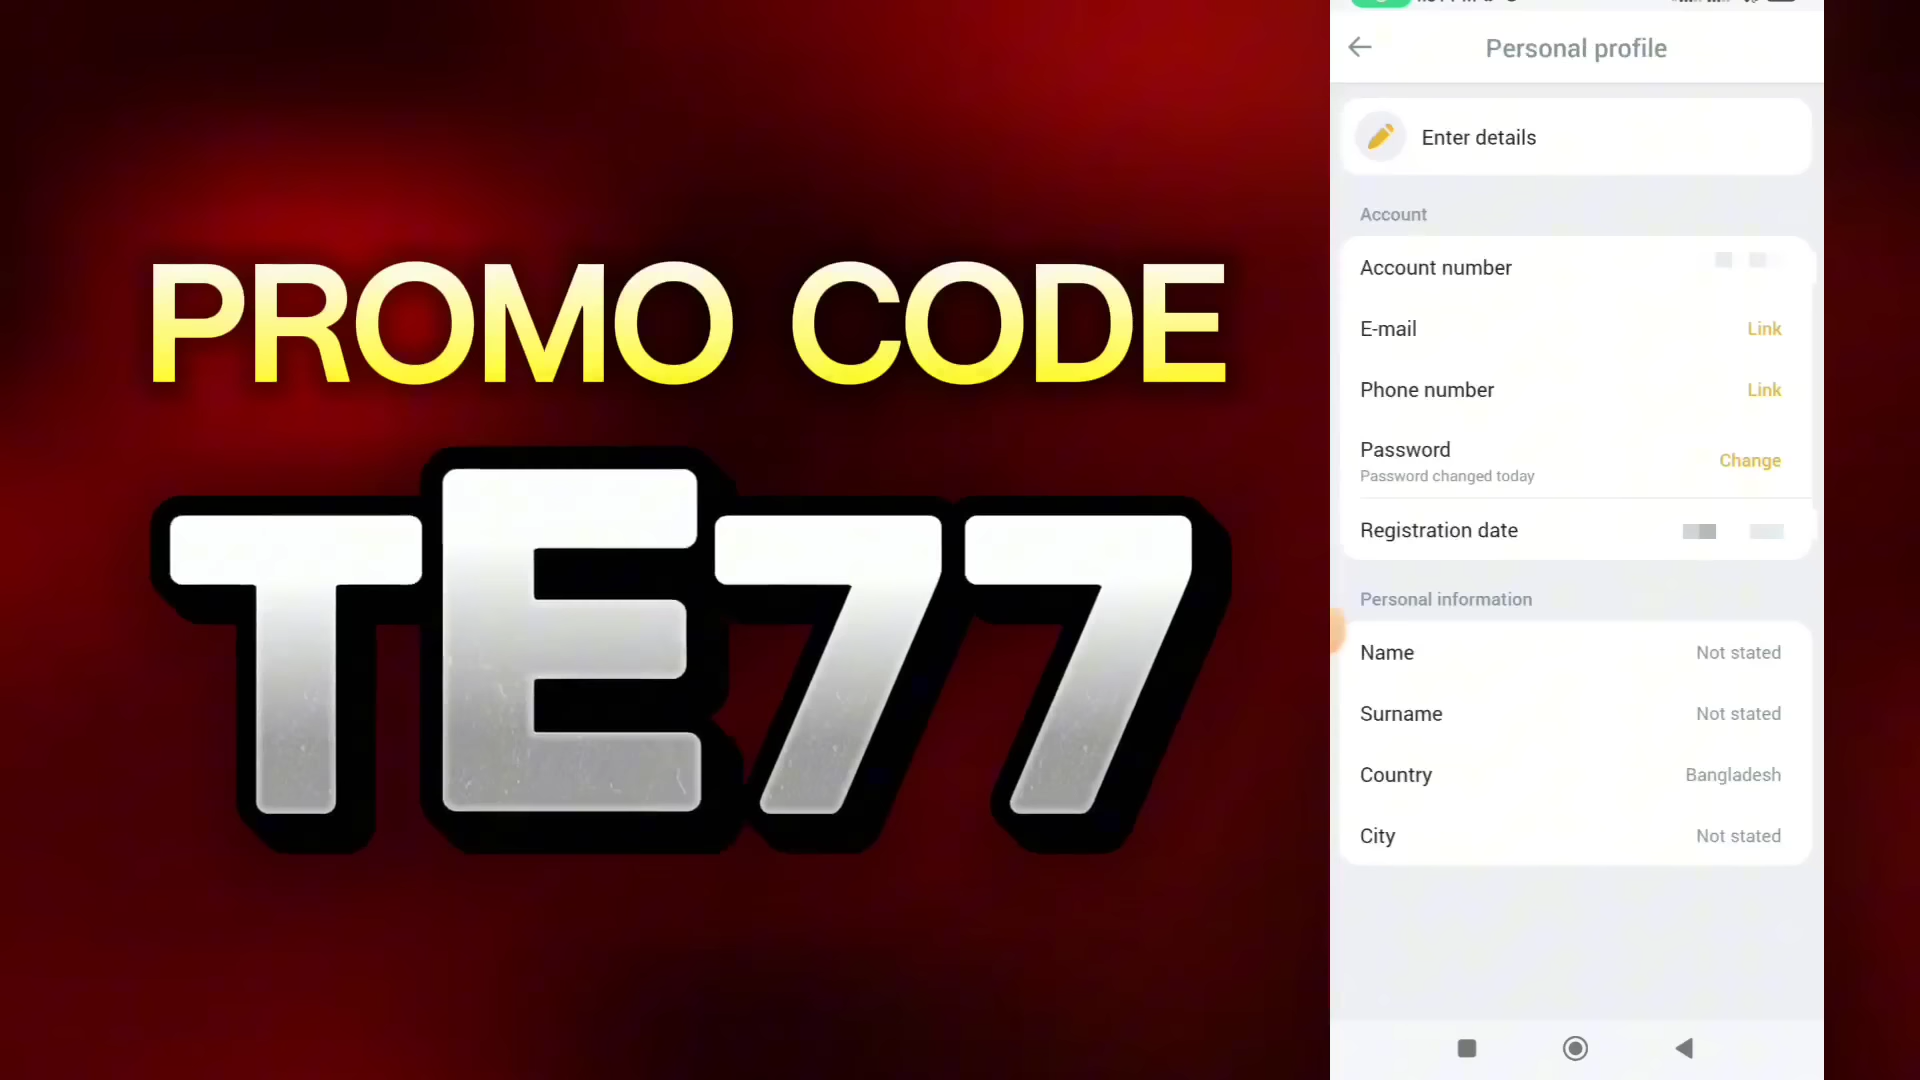 PROMO CODE
TE77
Personal profile
Enter details
Account
Account number
E-mail Link
Phone number Link
Password
Change
Password changed today
Registration date
Personal information
Name Not stated
Surname Not stated
Country Bangladesh
City Not stated